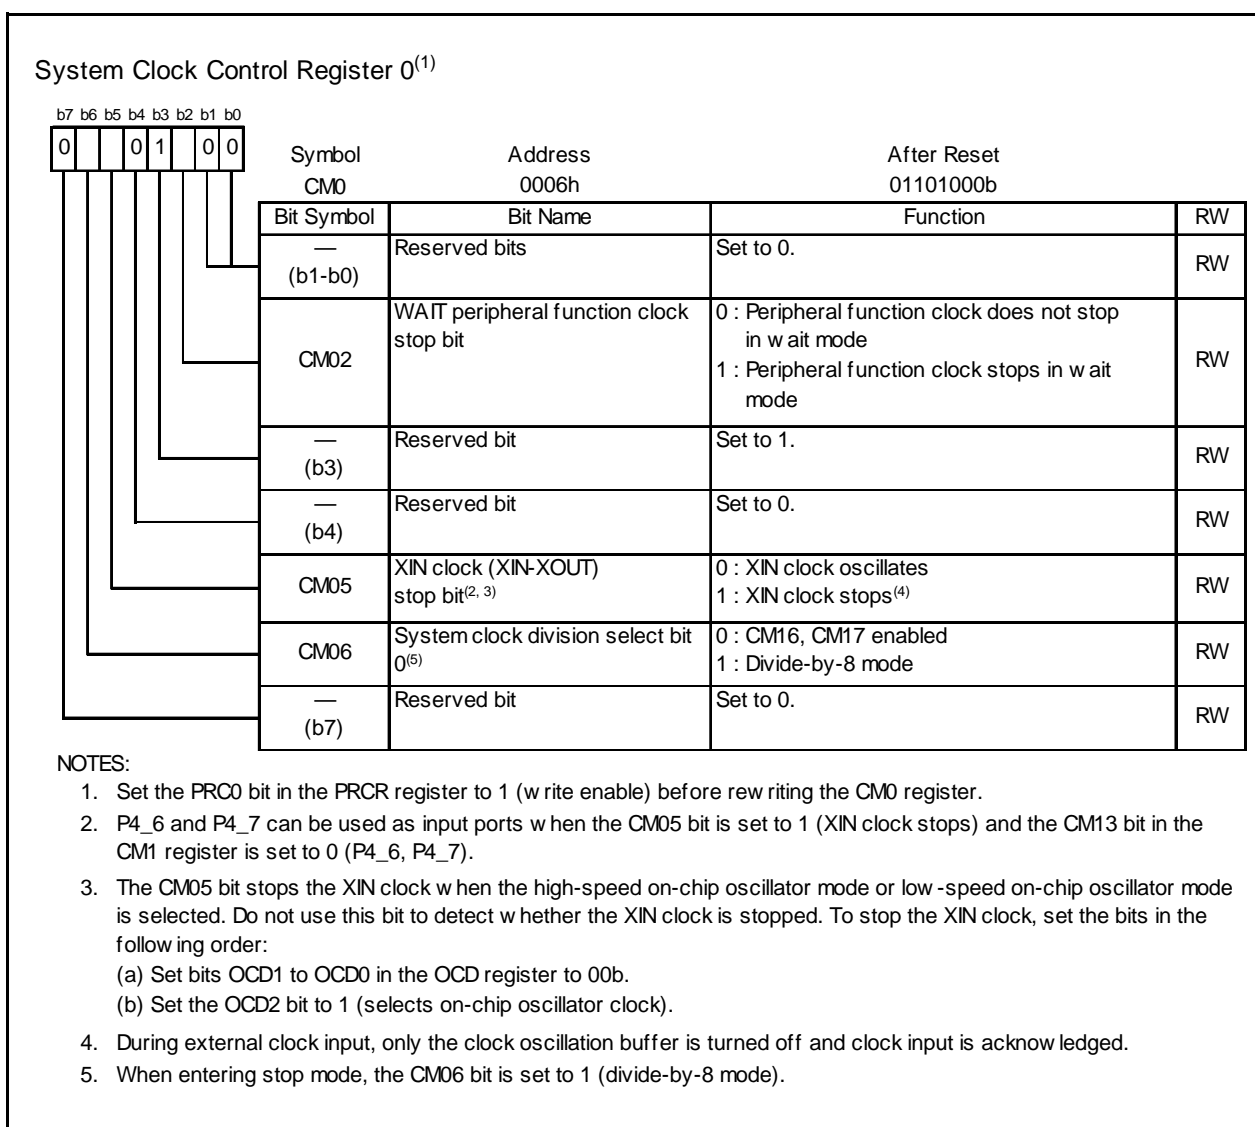 System Clock Control Register 0(1)
b7 b6 b5 b4 b3 b2 b1 b0
0 0 1 0 0
Symbol Address After Reset
CM0 0006h 01101000b
Bit Symbol Bit Name Function RW
— (b1-b0) Reserved bits Set to 0. RW
CM02 WAIT peripheral function clock stop bit 0 : Peripheral function clock does not stop in wait mode
1 : Peripheral function clock stops in wait mode RW
— (b3) Reserved bit Set to 1. RW
— (b4) Reserved bit Set to 0. RW
CM05 XIN clock (XIN-XOUT) stop bit(2, 3) 0 : XIN clock oscillates
1 : XIN clock stops(4) RW
CM06 System clock division select bit 0(5) 0 : CM16, CM17 enabled
1 : Divide-by-8 mode RW
— (b7) Reserved bit Set to 0. RW
NOTES:
1. Set the PRC0 bit in the PRCR register to 1 (write enable) before rewriting the CM0 register.
2. P4_6 and P4_7 can be used as input ports when the CM05 bit is set to 1 (XIN clock stops) and the CM13 bit in the
CM1 register is set to 0 (P4_6, P4_7).
3. The CM05 bit stops the XIN clock when the high-speed on-chip oscillator mode or low-speed on-chip oscillator mode
is selected. Do not use this bit to detect whether the XIN clock is stopped. To stop the XIN clock, set the bits in the
following order:
(a) Set bits OCD1 to OCD0 in the OCD register to 00b.
(b) Set the OCD2 bit to 1 (selects on-chip oscillator clock).
4. During external clock input, only the clock oscillation buffer is turned off and clock input is acknowledged.
5. When entering stop mode, the CM06 bit is set to 1 (divide-by-8 mode).